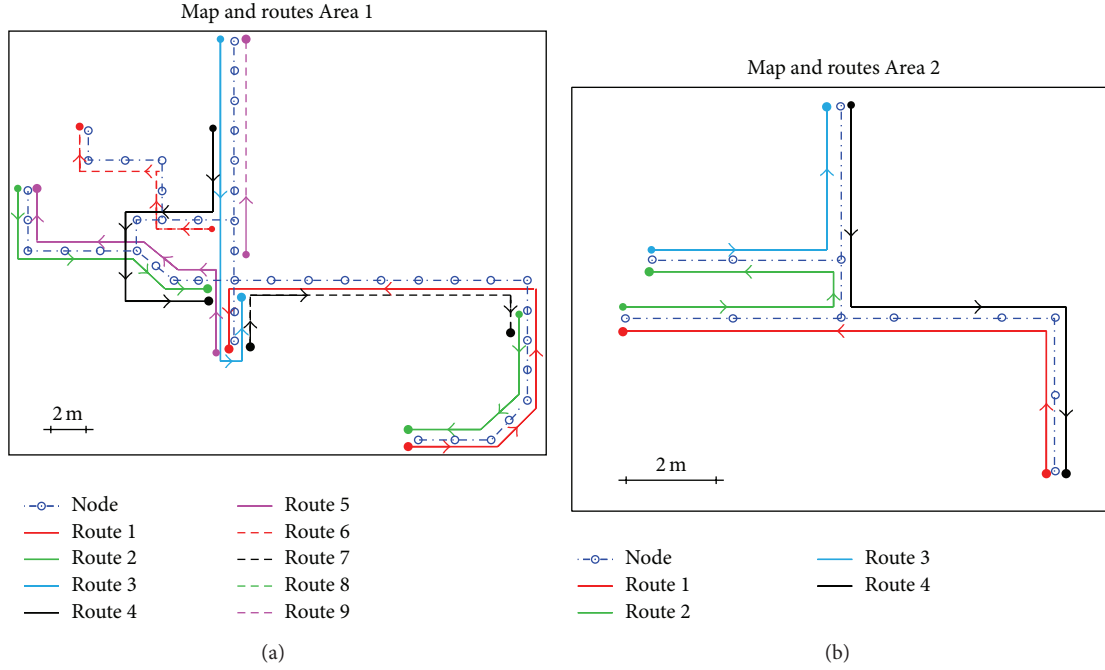 Map and routes Area 1
2 m
Node
Route 1
Route 2
Route 3
Route 4
Route 5
Route 6
Route 7
Route 8
Route 9
(a)
Map and routes Area 2
2 m
Node
Route 1
Route 2
Route 3
Route 4
(b)